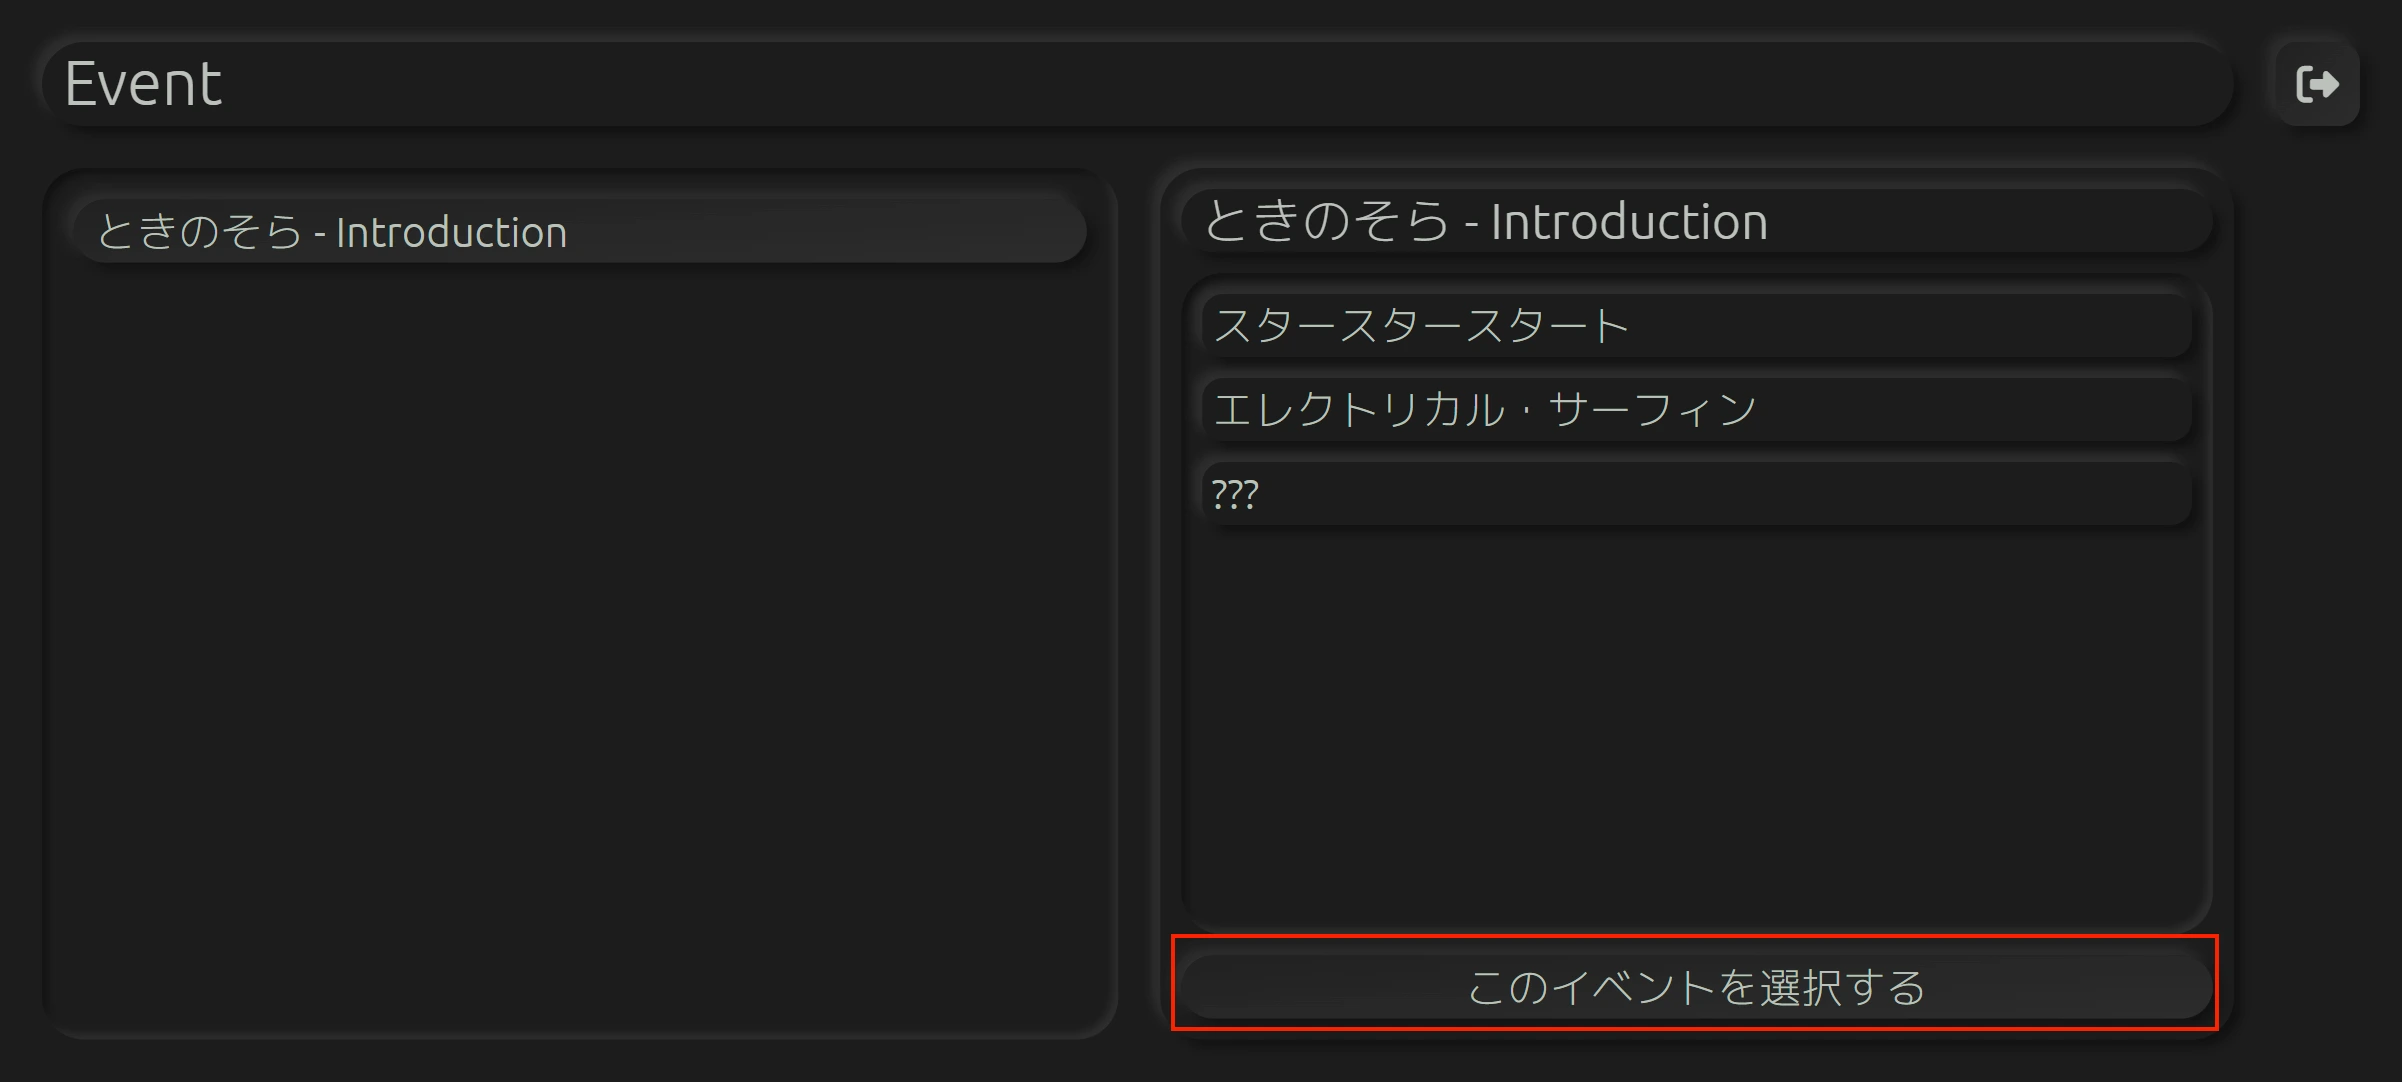 Event
ときのそら - Introduction
ときのそら - Introduction
スタースタースタート
エレクトリカル・サーフィン
???
このイベントを選択する